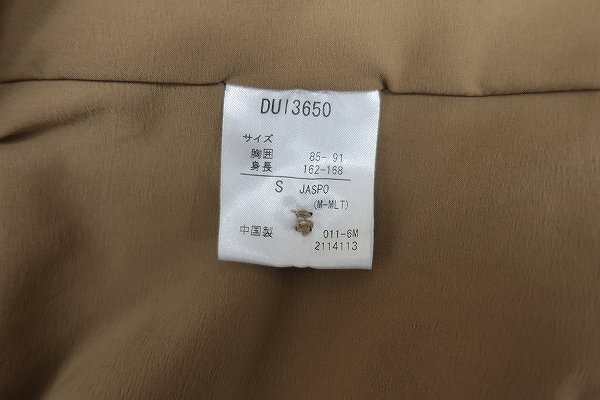 DUI3650
サイズ
胸囲 85-91
身長 162-168
S JASPO
(M-MLT)
中国製 011-6M
2114113